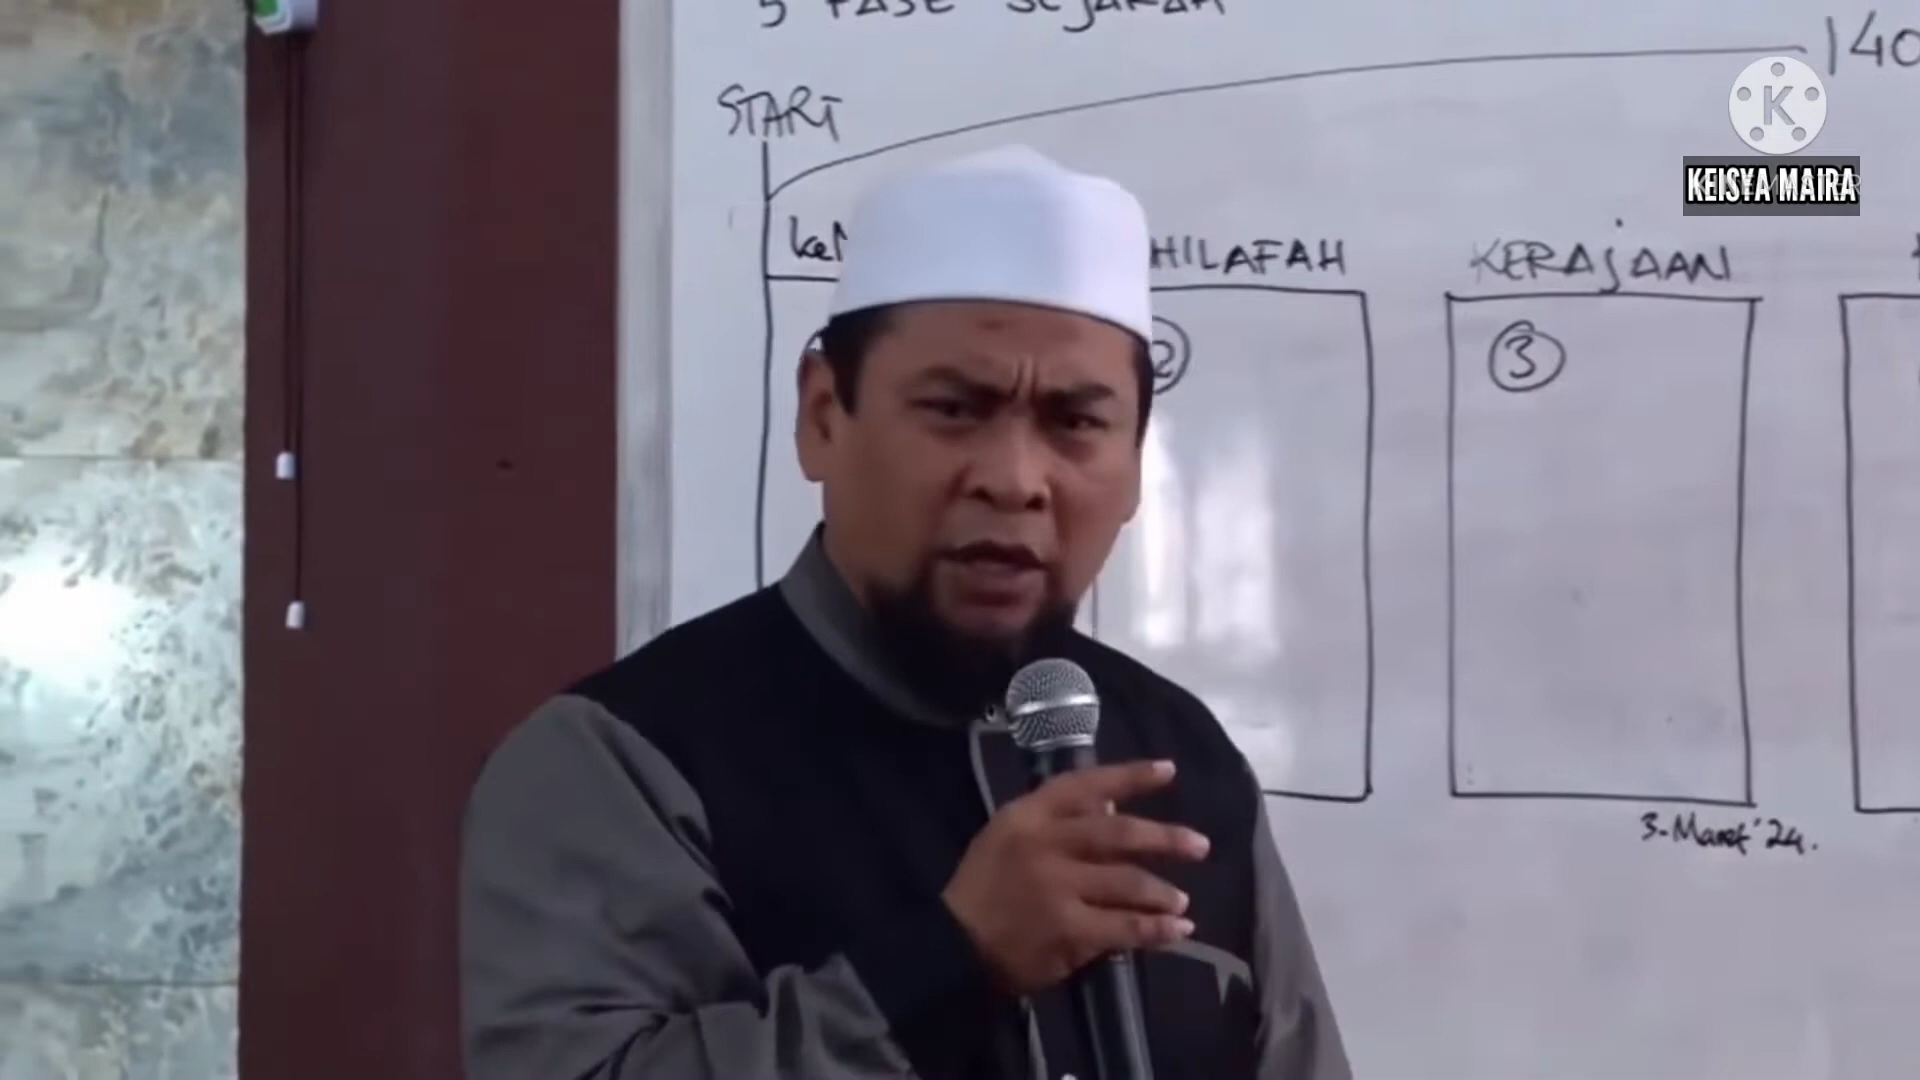 5 FASE SEJARAH
140
START
K
KEISYA MAIRA
HILAFAH
KERAJAAN
2
3
3-Maret '24.